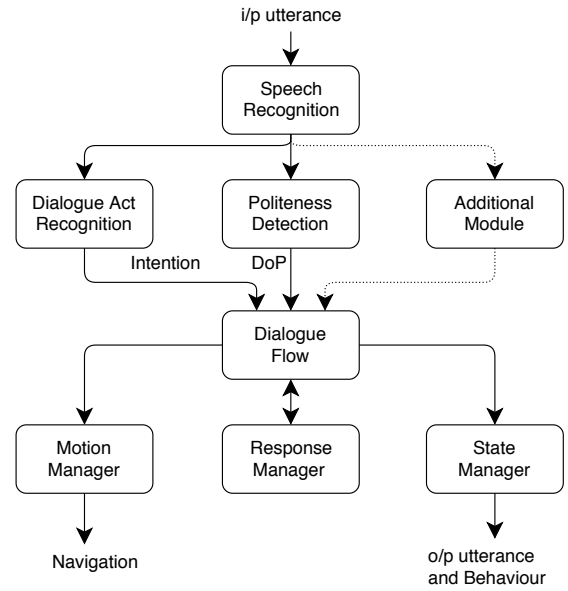 i/p utterance
Speech
Recognition
Dialogue Act
Recognition
Politeness
Detection
Additional
Module
Intention
DoP
Dialogue
Flow
Motion
Manager
Response
Manager
State
Manager
Navigation
o/p utterance
and Behaviour